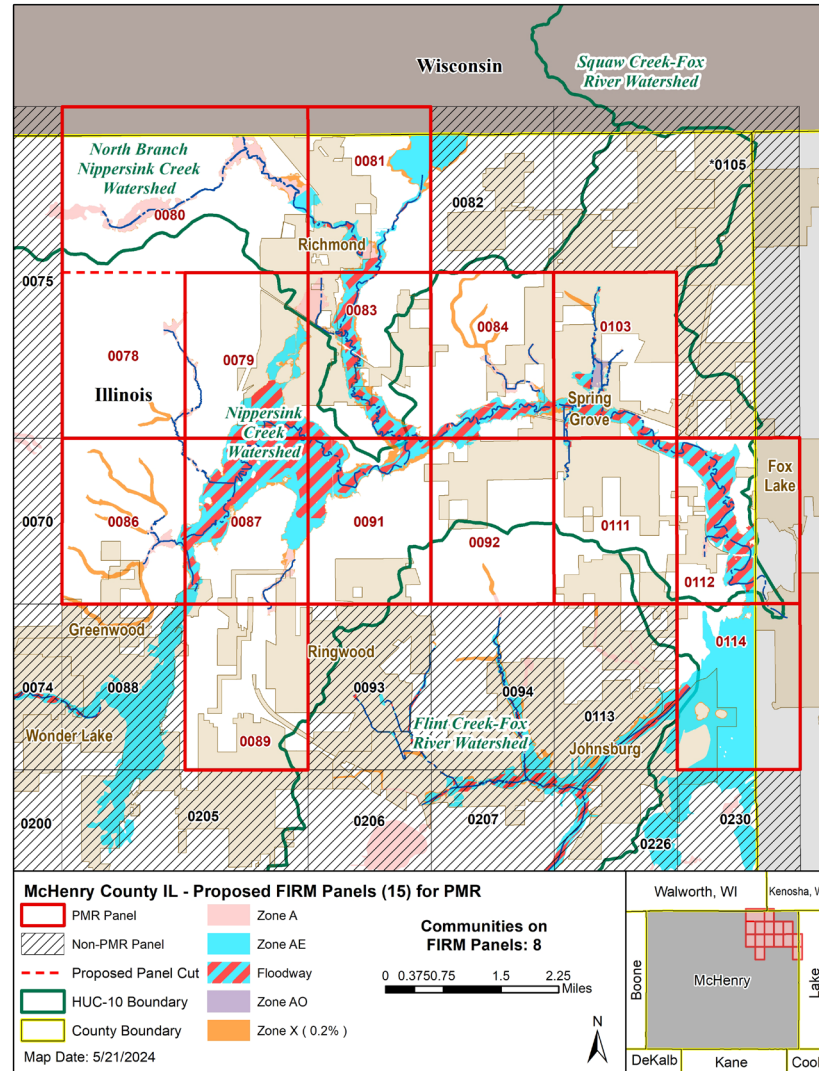 Wisconsin
Squaw Creek-Fox
River Watershed
North Branch
Nippersink Creek
Watershed
0081
*0105
0080
0082
Richmond
0075
0083
0084
0103
0078
0079
Illinois
Nippersink
Creek
Watershed
Spring
Grove
Fox
Lake
0070
0086
0087
0091
0111
0092
0112
Greenwood
Ringwood
0114
0074
0088
0093
0094
0113
Wonder Lake
Flint Creek-Fox
River Watershed
0089
Johnsburg
0200
0205
0206
0207
0226
0230
McHenry County IL - Proposed FIRM Panels (15) for PMR
PMR Panel
Non-PMR Panel
Proposed Panel Cut
HUC-10 Boundary
County Boundary
Map Date: 5/21/2024
Zone A
Zone AE
Floodway
Zone AO
Zone X ( 0.2% )
Communities on
FIRM Panels: 8
0 0.375 0.75 1.5 2.25
Miles
N
Walworth, WI
Kenosha, W
Boone
McHenry
Lake
DeKalb
Kane
Cool